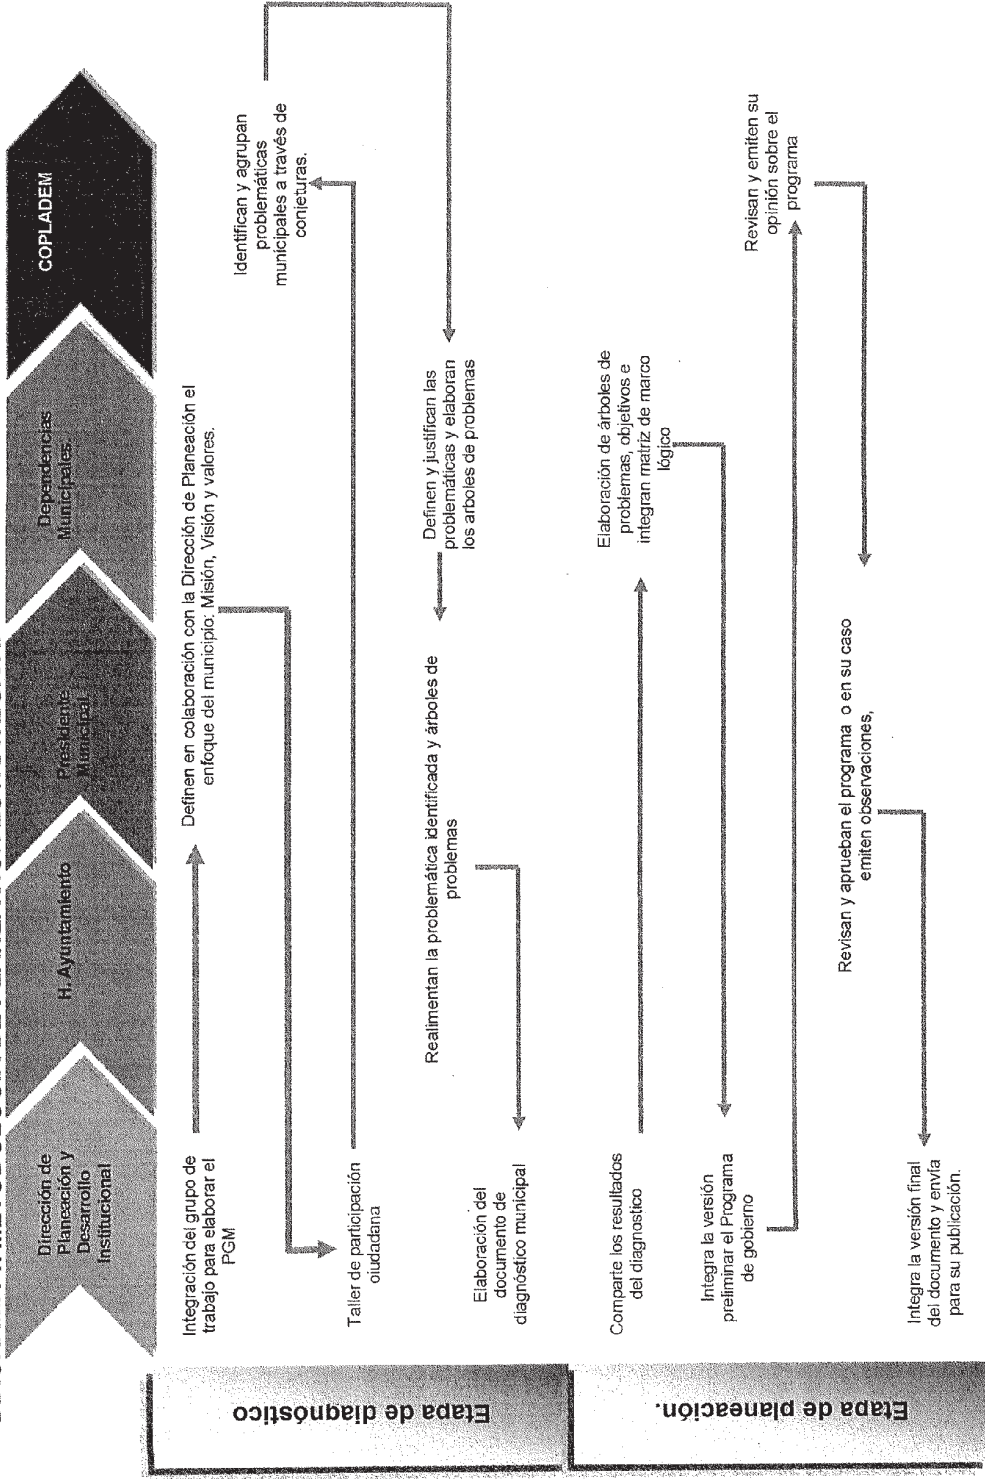 Dirección de
Planeación y
Desarrollo
Institucional
H. Ayuntamiento
Presidente
Municipal
Dependencias
Municipales.
COPLADEM
Etapa de diagnóstico
Integración del grupo de
trabajo para elaborar el
PGM
Definen en colaboración con la Dirección de Planeación el
enfoque del municipio: Misión, Visión y valores.
Taller de participación
ciudadana
Identifican y agrupan
problemáticas
municipales a través de
conjeturas.
Definen y justifican las
problemáticas y elaboran
los arboles de problemas
Realimentan la problemática identificada y árboles de
problemas
Elaboración del
documento de
diagnóstico municipal
Etapa de planeación.
Comparte los resultados
del diagnostico
Elaboración de árboles de
problemas, objetivos e
integran matriz de marco
lógico
Integra la versión
preliminar el Programa
de gobierno
Revisan y emiten su
opinión sobre el
programa
Revisan y aprueban el programa o en su caso
emiten observaciones,
Integra la versión final
del documento y envía
para su publicación.